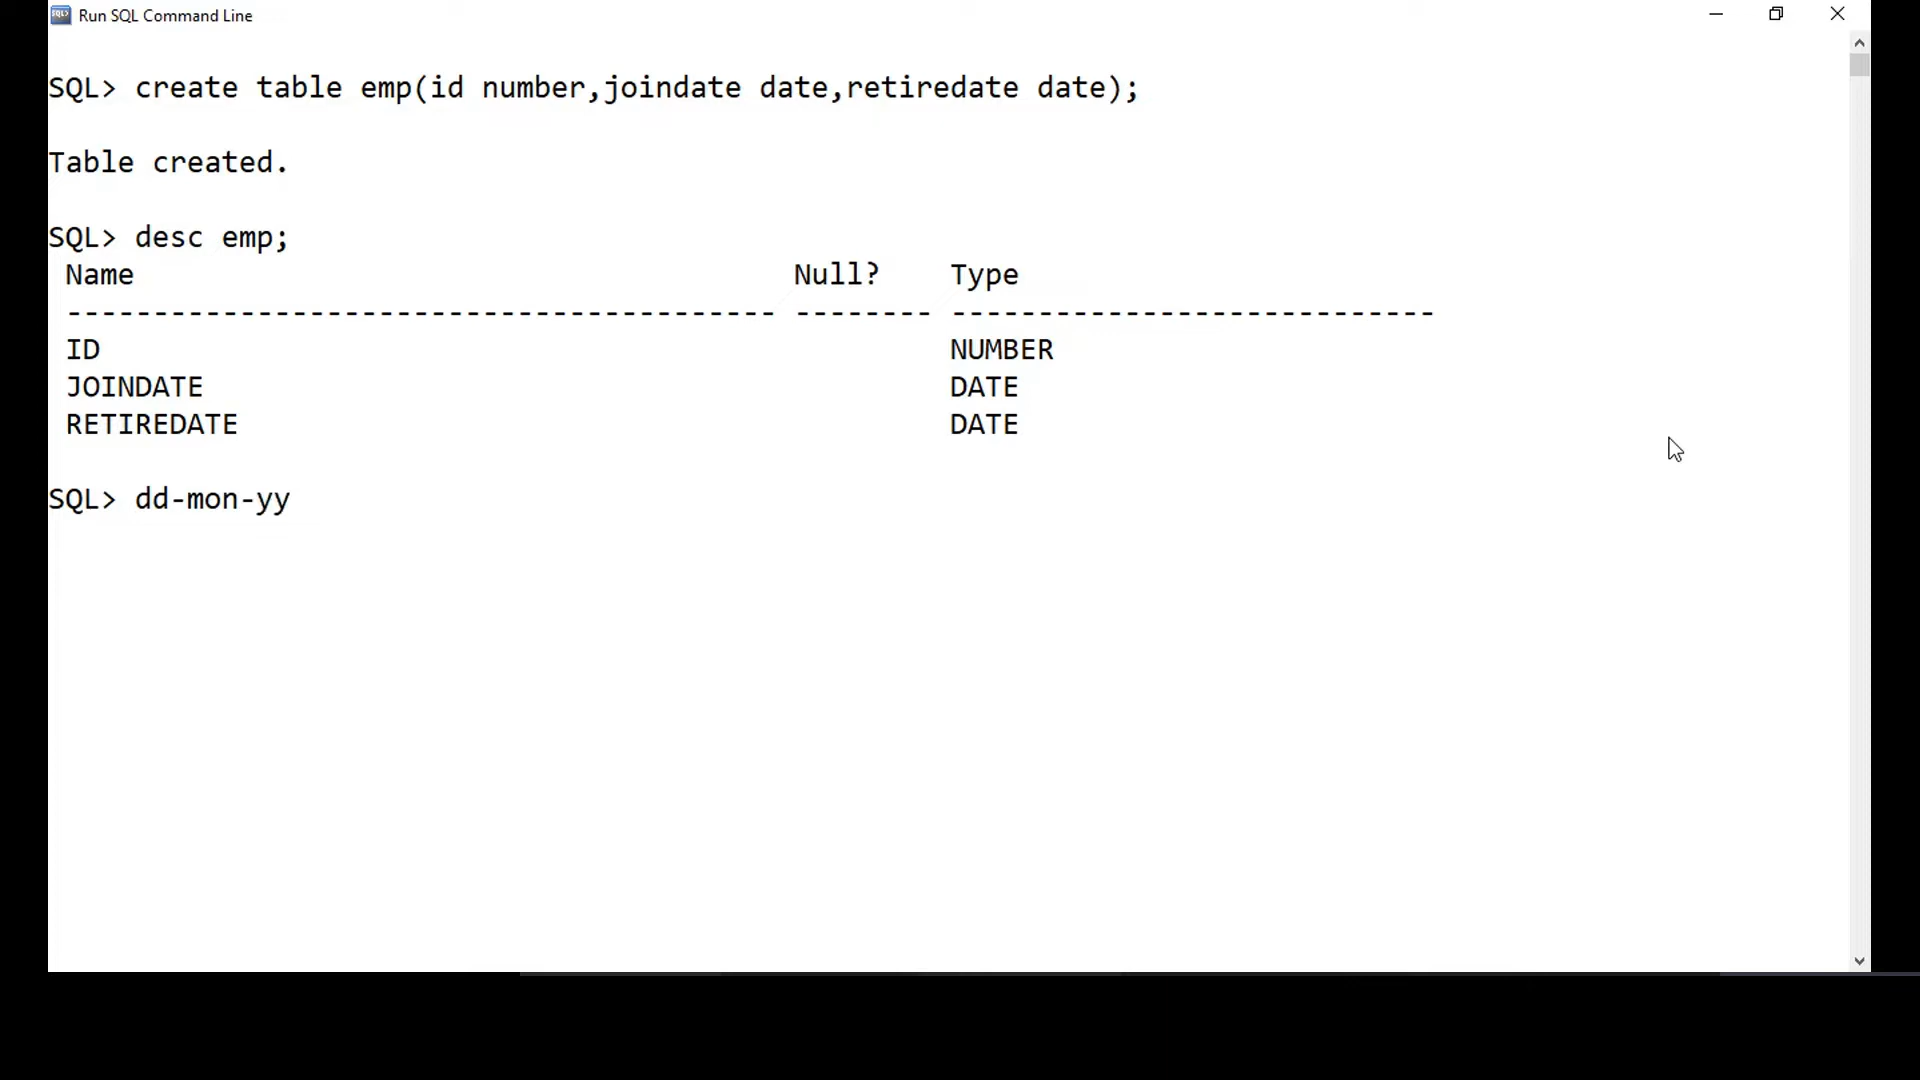 Run SQL Command Line
SQL> create table emp(id number,joindate date,retiredate date);
Table created.
SQL> desc emp;
Name Null? Type
----------------------------------------- -------- ----------------------------
ID NUMBER
JOINDATE DATE
RETIREDATE DATE
SQL> dd-mon-yy